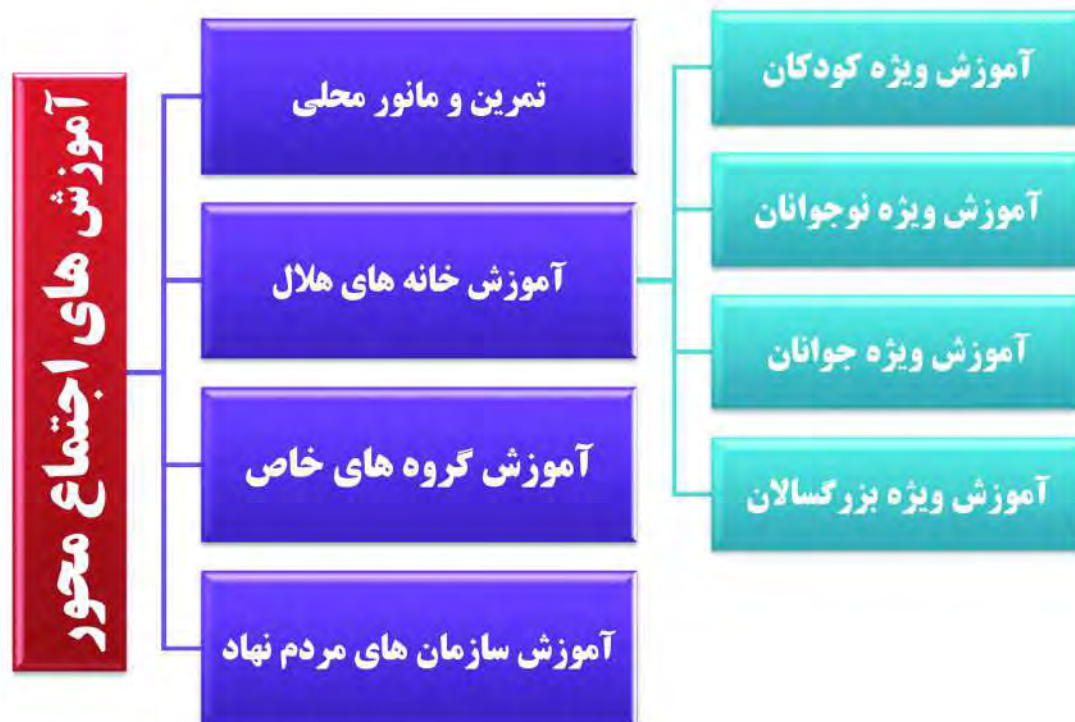 آموزش های اجتماع محور
تمرین و مانور محلی
آموزش خانه های هلال
آموزش گروه های خاص
آموزش سازمان های مردم نهاد
آموزش ویژه کودکان
آموزش ویژه نوجوانان
آموزش ویژه جوانان
آموزش ویژه بزرگسالان